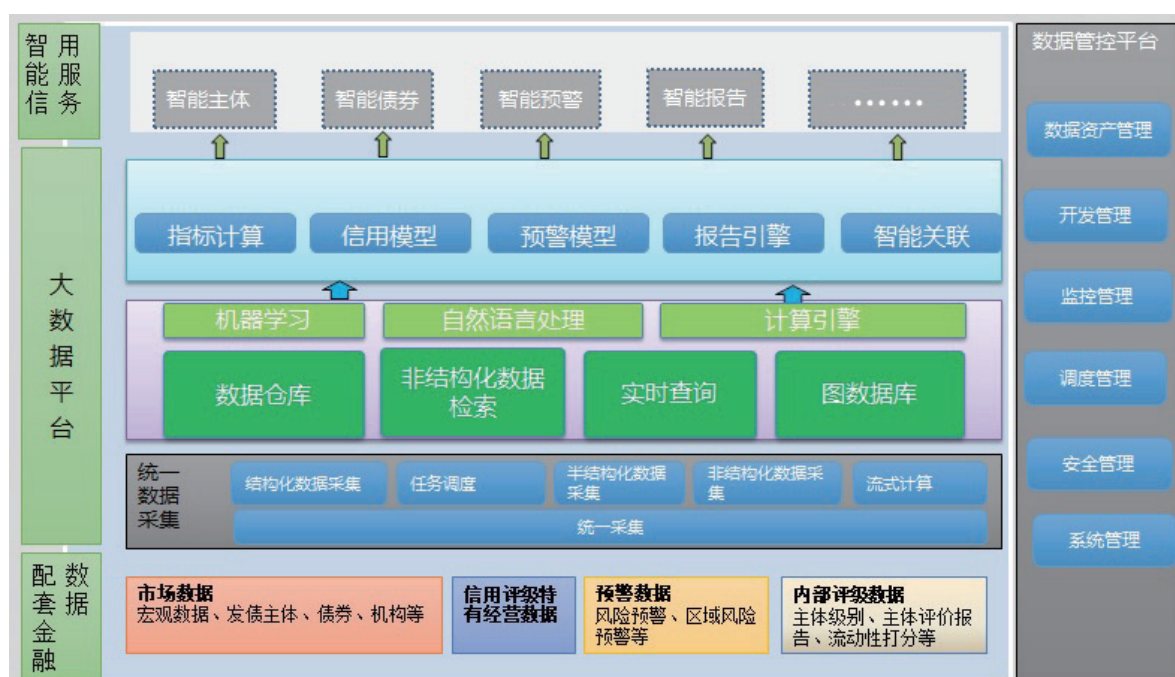 智能信
用服务
智能主体
智能债券
智能预警
智能报告
......
大数据平台
指标计算
信用模型
预警模型
报告引擎
智能关联
机器学习
自然语言处理
计算引擎
数据仓库
非结构化数据
检索
实时查询
图数据库
统一
数据
采集
结构化数据采集
任务调度
半结构化数据
采集
非结构化数据采
集
流式计算
统一采集
配套金融
数据
市场数据
宏观数据、发债主体、债券、机构等
信用评级特
有经营数据
预警数据
风险预警、区域风险
预警等
内部评级数据
主体级别、主体评价报
告、流动性打分等
数据管控平台
数据资产管理
开发管理
监控管理
调度管理
安全管理
系统管理